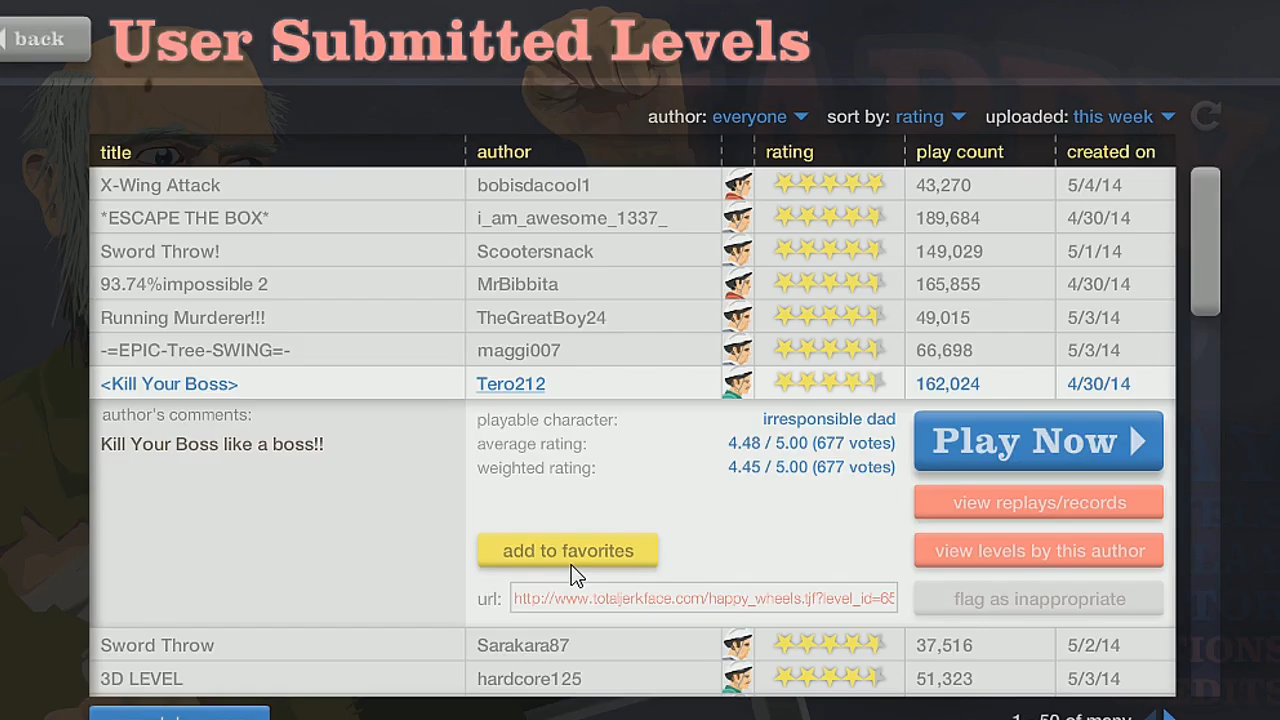 back
User Submitted Levels
author: everyone sort by: rating uploaded: this week
title author rating play count created on
X-Wing Attack bobisdacool1 43,270 5/4/14
*ESCAPE THE BOX* i_am_awesome_1337_ 189,684 4/30/14
Sword Throw! Scootersnack 149,029 5/1/14
93.74%impossible 2 MrBibbita 165,855 5/3/14
Running Murderer!!! TheGreatBoy24 49,015 5/3/14
-=EPIC-Tree-SWING=- maggi007 66,698 5/3/14
<Kill Your Boss> Tero212 162,024 4/30/14
author's comments:
Kill Your Boss like a boss!!
playable character: irresponsible dad
average rating: 4.48 / 5.00 (677 votes)
weighted rating: 4.45 / 5.00 (677 votes)
Play Now
view replays/records
add to favorites
view levels by this author
url: http://www.totaljerkface.com/happy_wheels.tjf?level_id=65
flag as inappropriate
Sword Throw Sarakara87 37,516 5/2/14
3D LEVEL hardcore125 51,323 5/3/14
1 - 50 of many